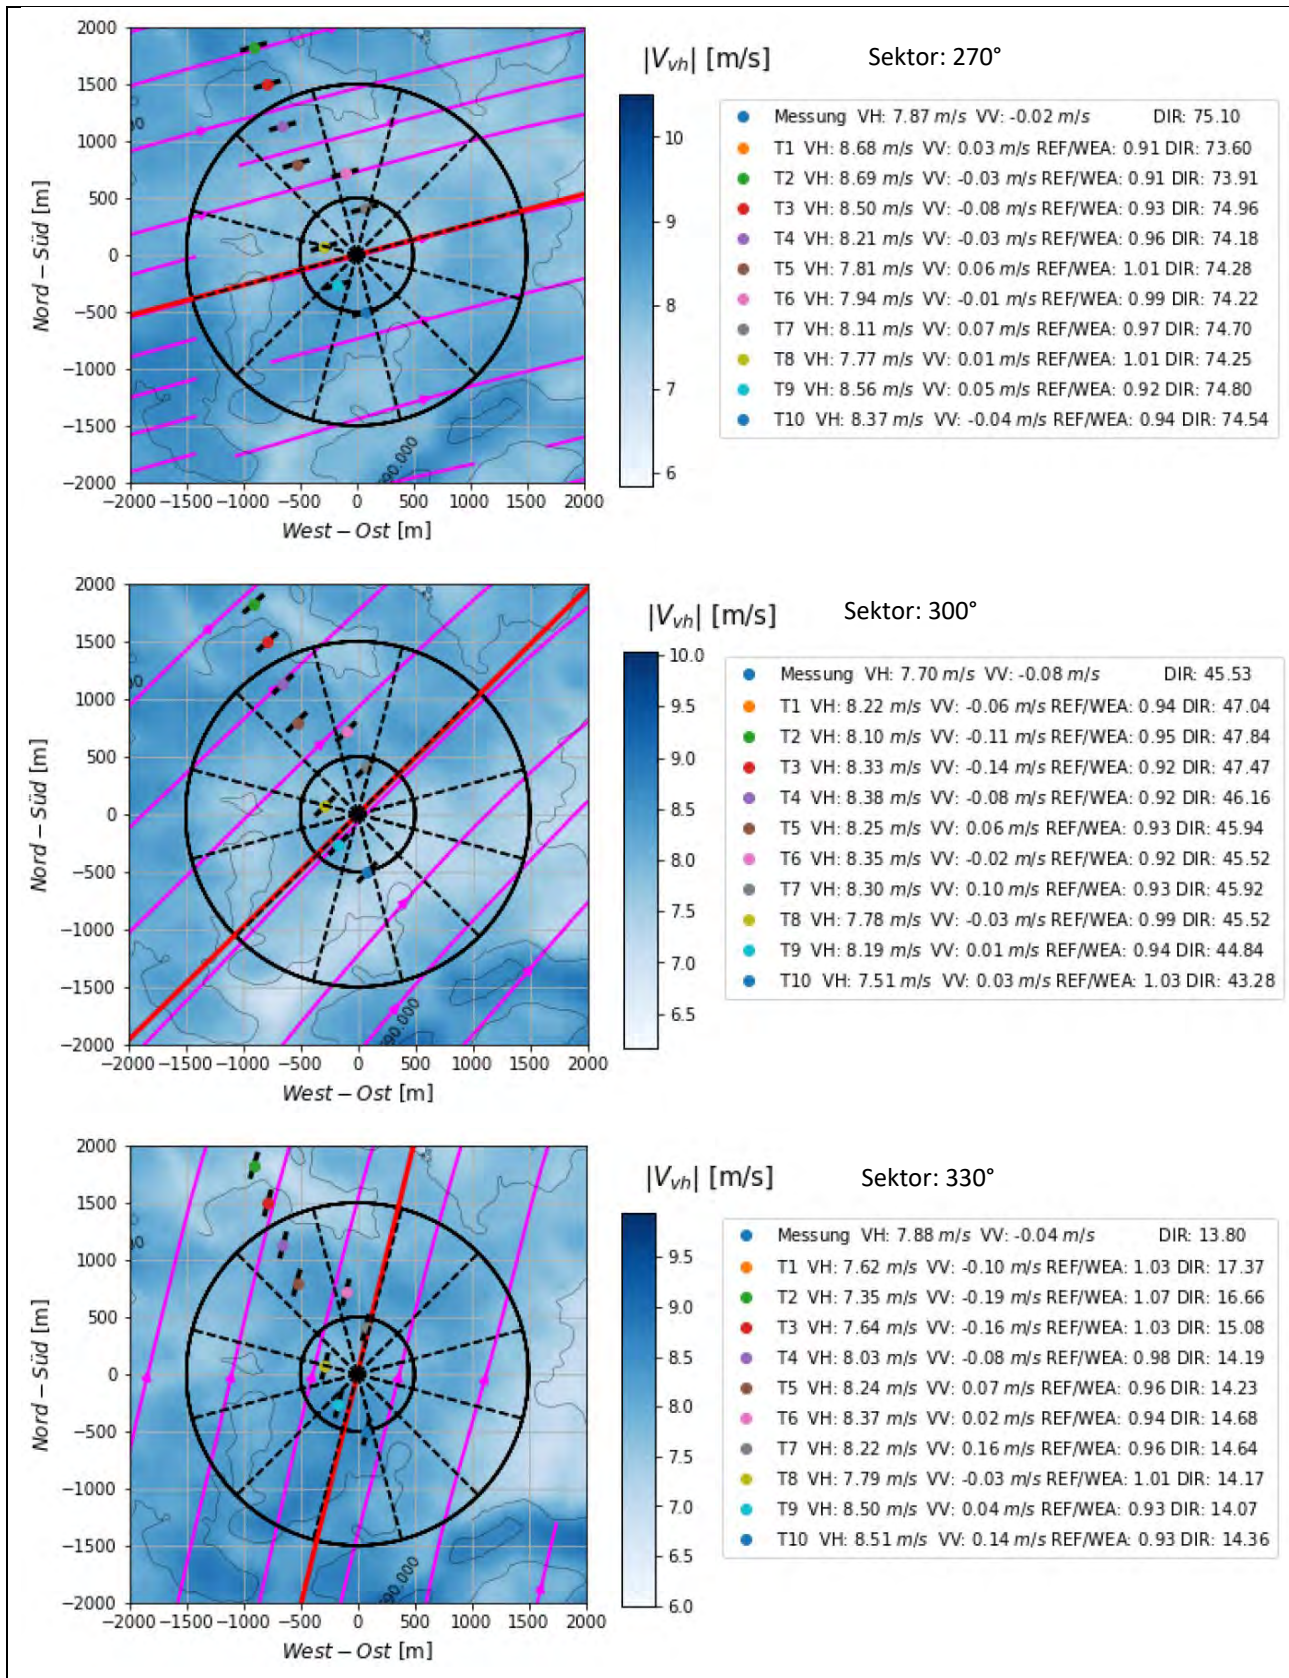 |V_vh| [m/s] Sektor: 270°
2000
1500
1000
500
0
−500
−1000
−1500
−2000
Nord − Süd [m]
−2000 −1500 −1000 −500 0 500 1000 1500 2000
West − Ost [m]
90.000
10
9
8
7
6
Messung VH: 7.87 m/s VV: -0.02 m/s DIR: 75.10
T1 VH: 8.68 m/s VV: 0.03 m/s REF/WEA: 0.91 DIR: 73.60
T2 VH: 8.69 m/s VV: -0.03 m/s REF/WEA: 0.91 DIR: 73.91
T3 VH: 8.50 m/s VV: -0.08 m/s REF/WEA: 0.93 DIR: 74.96
T4 VH: 8.21 m/s VV: -0.03 m/s REF/WEA: 0.96 DIR: 74.18
T5 VH: 7.81 m/s VV: 0.06 m/s REF/WEA: 1.01 DIR: 74.28
T6 VH: 7.94 m/s VV: -0.01 m/s REF/WEA: 0.99 DIR: 74.22
T7 VH: 8.11 m/s VV: 0.07 m/s REF/WEA: 0.97 DIR: 74.70
T8 VH: 7.77 m/s VV: 0.01 m/s REF/WEA: 1.01 DIR: 74.25
T9 VH: 8.56 m/s VV: 0.05 m/s REF/WEA: 0.92 DIR: 74.80
T10 VH: 8.37 m/s VV: -0.04 m/s REF/WEA: 0.94 DIR: 74.54
|V_vh| [m/s] Sektor: 300°
2000
1500
1000
500
0
−500
−1000
−1500
−2000
Nord − Süd [m]
−2000 −1500 −1000 −500 0 500 1000 1500 2000
West − Ost [m]
90.000
10.0
9.5
9.0
8.5
8.0
7.5
7.0
6.5
Messung VH: 7.70 m/s VV: -0.08 m/s DIR: 45.53
T1 VH: 8.22 m/s VV: -0.06 m/s REF/WEA: 0.94 DIR: 47.04
T2 VH: 8.10 m/s VV: -0.11 m/s REF/WEA: 0.95 DIR: 47.84
T3 VH: 8.33 m/s VV: -0.14 m/s REF/WEA: 0.92 DIR: 47.47
T4 VH: 8.38 m/s VV: -0.08 m/s REF/WEA: 0.92 DIR: 46.16
T5 VH: 8.25 m/s VV: 0.06 m/s REF/WEA: 0.93 DIR: 45.94
T6 VH: 8.35 m/s VV: -0.02 m/s REF/WEA: 0.92 DIR: 45.52
T7 VH: 8.30 m/s VV: 0.10 m/s REF/WEA: 0.93 DIR: 45.92
T8 VH: 7.78 m/s VV: -0.03 m/s REF/WEA: 0.99 DIR: 45.52
T9 VH: 8.19 m/s VV: 0.01 m/s REF/WEA: 0.94 DIR: 44.84
T10 VH: 7.51 m/s VV: 0.03 m/s REF/WEA: 1.03 DIR: 43.28
|V_vh| [m/s] Sektor: 330°
2000
1500
1000
500
0
−500
−1000
−1500
−2000
Nord − Süd [m]
−2000 −1500 −1000 −500 0 500 1000 1500 2000
West − Ost [m]
90.000
9.5
9.0
8.5
8.0
7.5
7.0
6.5
6.0
Messung VH: 7.88 m/s VV: -0.04 m/s DIR: 13.80
T1 VH: 7.62 m/s VV: -0.10 m/s REF/WEA: 1.03 DIR: 17.37
T2 VH: 7.35 m/s VV: -0.19 m/s REF/WEA: 1.07 DIR: 16.66
T3 VH: 7.64 m/s VV: -0.16 m/s REF/WEA: 1.03 DIR: 15.08
T4 VH: 8.03 m/s VV: -0.08 m/s REF/WEA: 0.98 DIR: 14.19
T5 VH: 8.24 m/s VV: 0.07 m/s REF/WEA: 0.96 DIR: 14.23
T6 VH: 8.37 m/s VV: 0.02 m/s REF/WEA: 0.94 DIR: 14.68
T7 VH: 8.22 m/s VV: 0.16 m/s REF/WEA: 0.96 DIR: 14.64
T8 VH: 7.79 m/s VV: -0.03 m/s REF/WEA: 1.01 DIR: 14.17
T9 VH: 8.50 m/s VV: 0.04 m/s REF/WEA: 0.93 DIR: 14.07
T10 VH: 8.51 m/s VV: 0.14 m/s REF/WEA: 0.93 DIR: 14.36